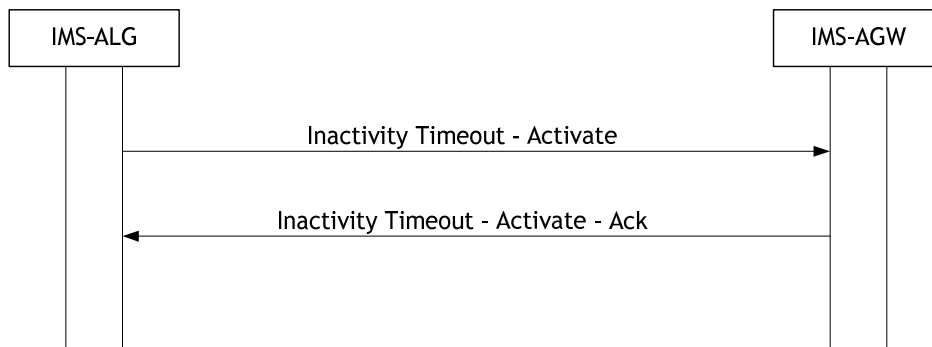 IMS-ALG
IMS-AGW
Inactivity Timeout - Activate
Inactivity Timeout - Activate - Ack